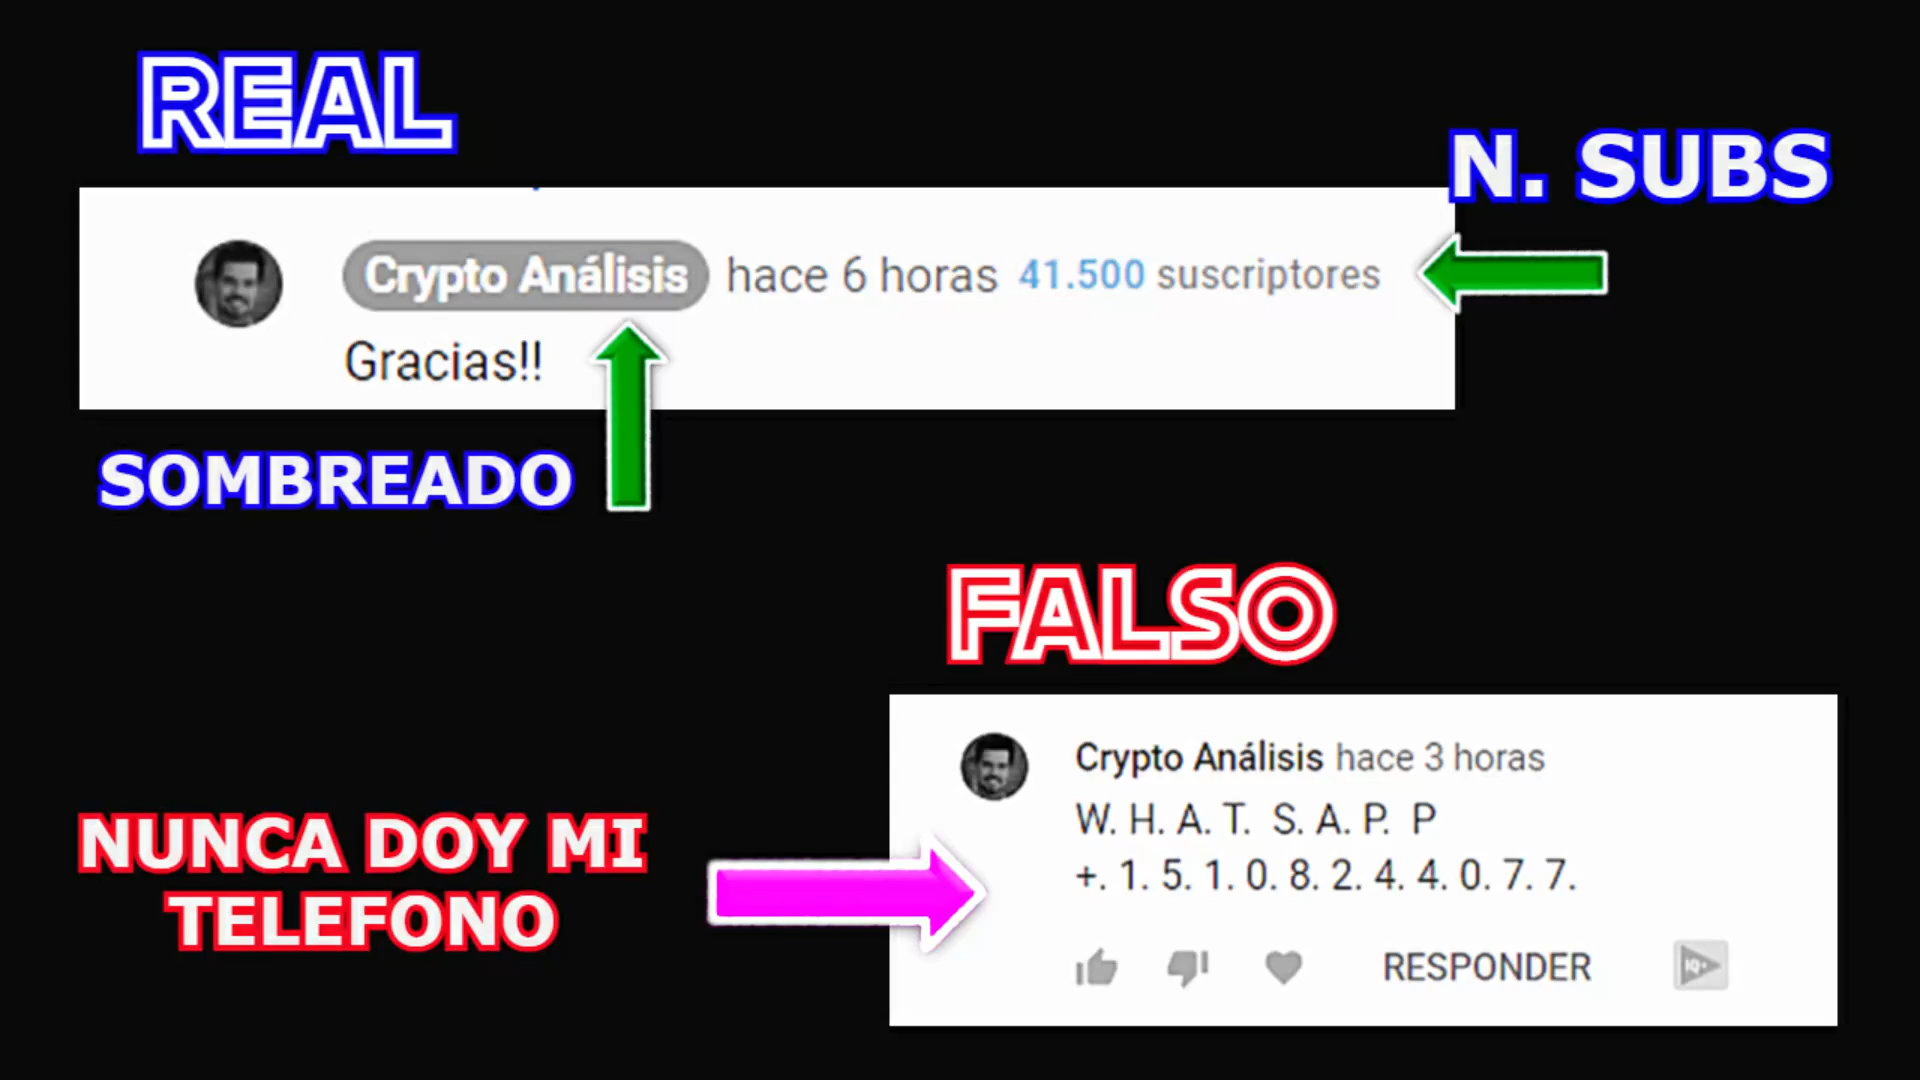 REAL
N. SUBS
Crypto Análisis hace 6 horas 41.500 suscriptores
Gracias!!
SOMBREADO
FALSO
Crypto Análisis hace 3 horas
W. H. A. T. S. A. P. P
+. 1. 5. 1. 0. 8. 2. 4. 4. 0. 7. 7.
NUNCA DOY MI
TELEFONO
RESPONDER
IQ+